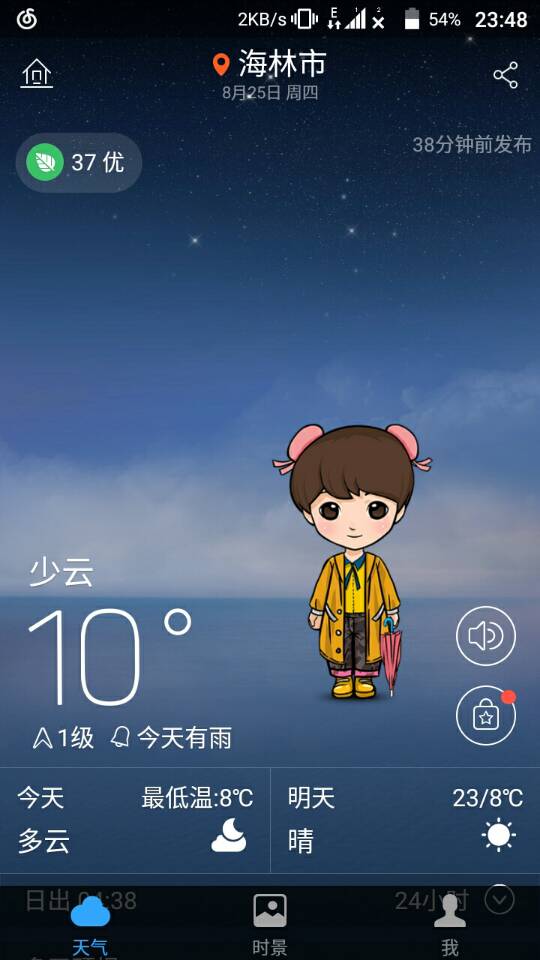 2KB/s E 1 2 54% 23:48
海林市
8月25日 周四
37 优
38分钟前发布
少云
10°
1级 今天有雨
今天 最低温:8℃
多云
明天 23/8℃
晴
日出 04:38 24小时
天气 时景 我